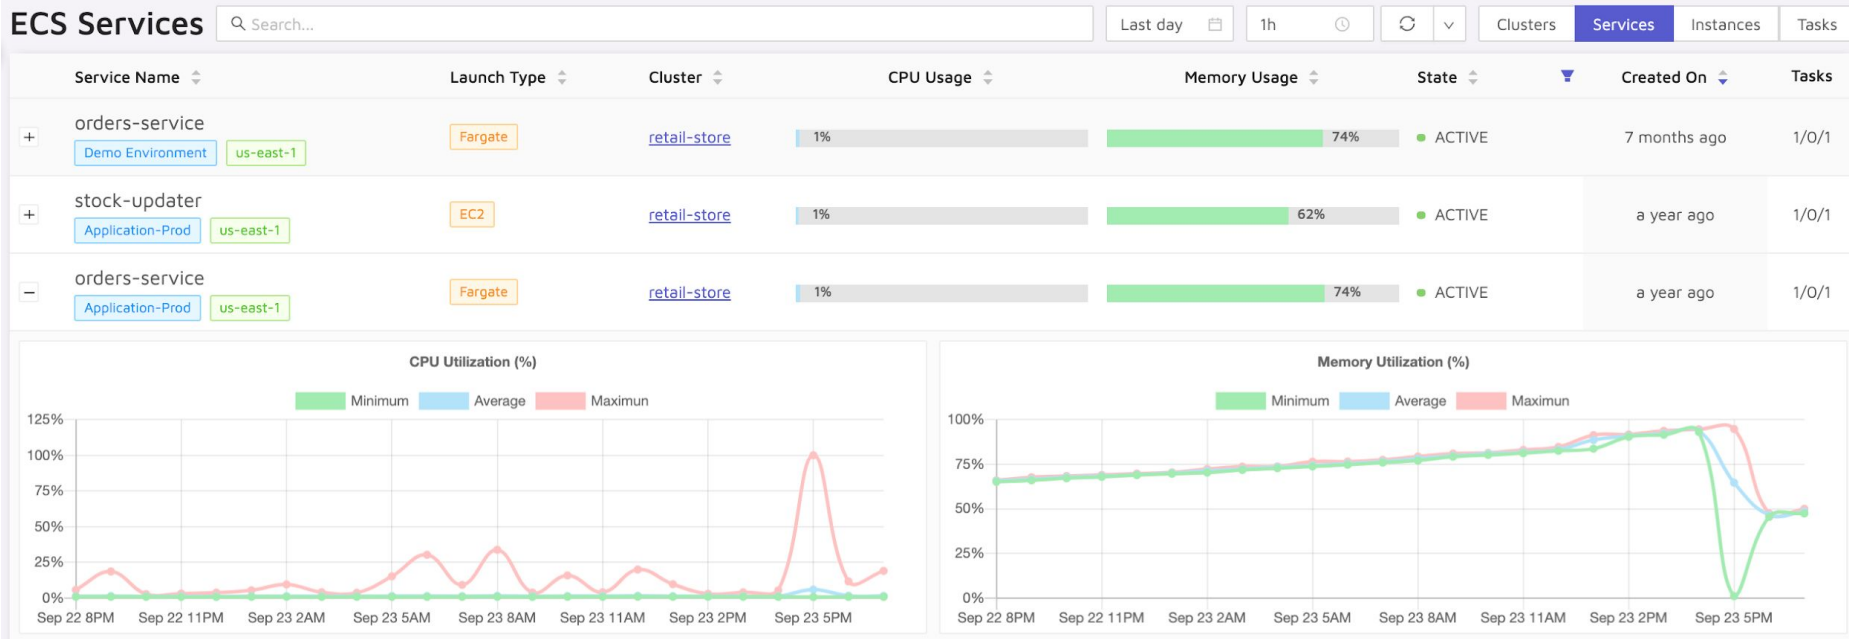 ECS Services Search... Last day 1h Clusters Services Instances Tasks
Service Name Launch Type Cluster CPU Usage Memory Usage State Created On Tasks
orders-service
Demo Environment us-east-1 Fargate retail-store 1% 74% ACTIVE 7 months ago 1/0/1
stock-updater
Application-Prod us-east-1 EC2 retail-store 1% 62% ACTIVE a year ago 1/0/1
orders-service
Application-Prod us-east-1 Fargate retail-store 1% 74% ACTIVE a year ago 1/0/1
CPU Utilization (%)
Minimum Average Maximun
125%
100%
75%
50%
25%
0%
Sep 22 8PM Sep 22 11PM Sep 23 2AM Sep 23 5AM Sep 23 8AM Sep 23 11AM Sep 23 2PM Sep 23 5PM
Memory Utilization (%)
Minimum Average Maximun
100%
75%
50%
25%
0%
Sep 22 8PM Sep 22 11PM Sep 23 2AM Sep 23 5AM Sep 23 8AM Sep 23 11AM Sep 23 2PM Sep 23 5PM